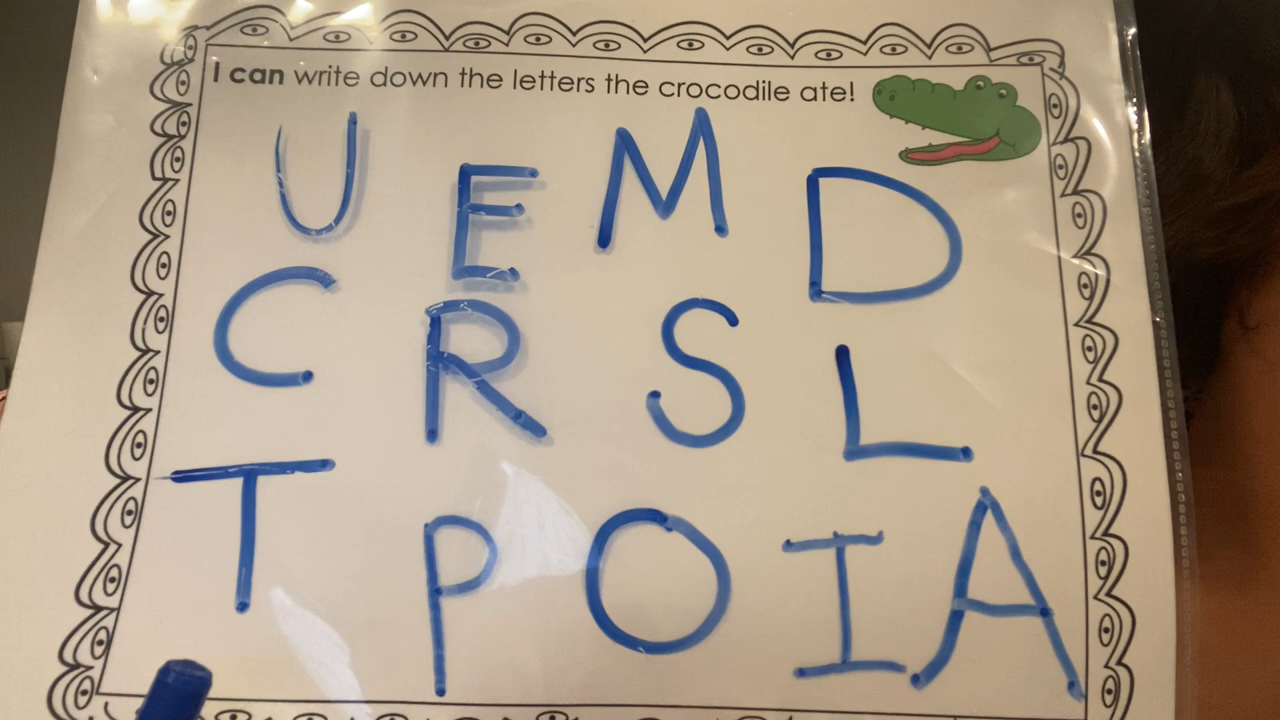 I can write down the letters the crocodile ate!
U E M D
C R S L
T P O I A